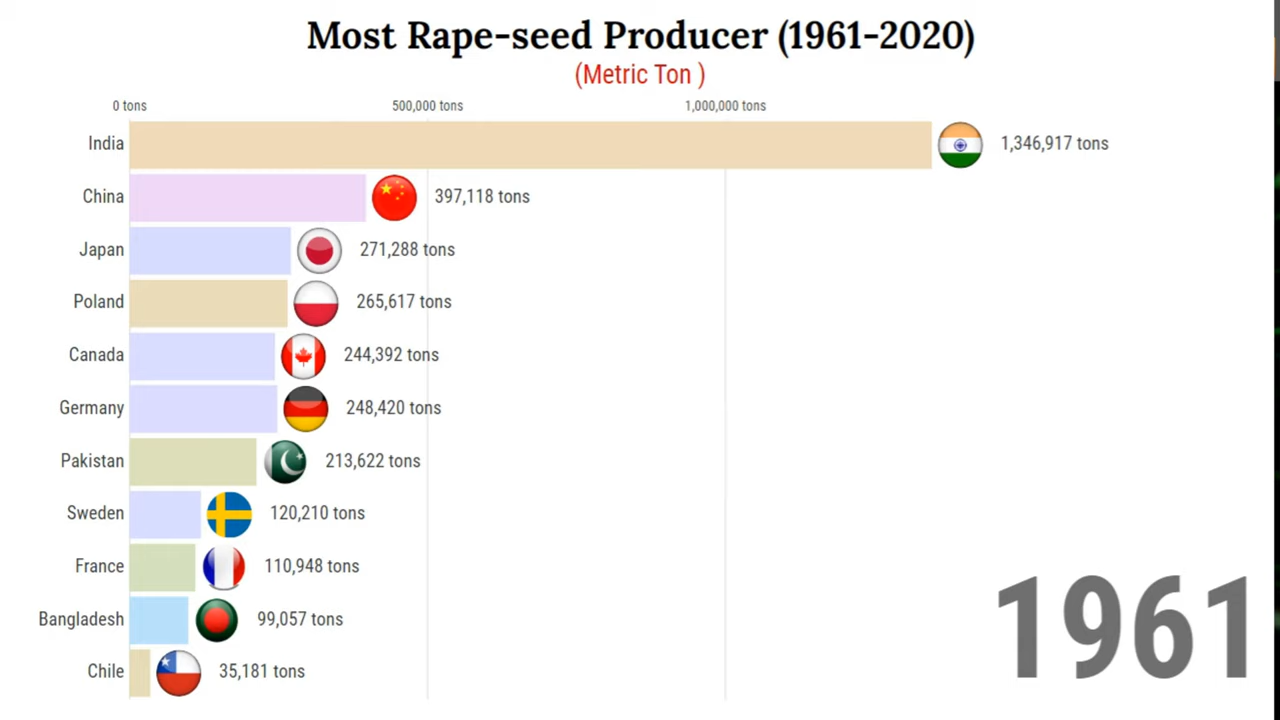 Most Rape-seed Producer (1961-2020)
(Metric Ton )
0 tons 500,000 tons 1,000,000 tons
India 1,346,917 tons
China 397,118 tons
Japan 271,288 tons
Poland 265,617 tons
Canada 244,392 tons
Germany 248,420 tons
Pakistan 213,622 tons
Sweden 120,210 tons
France 110,948 tons
Bangladesh 99,057 tons
Chile 35,181 tons
1961